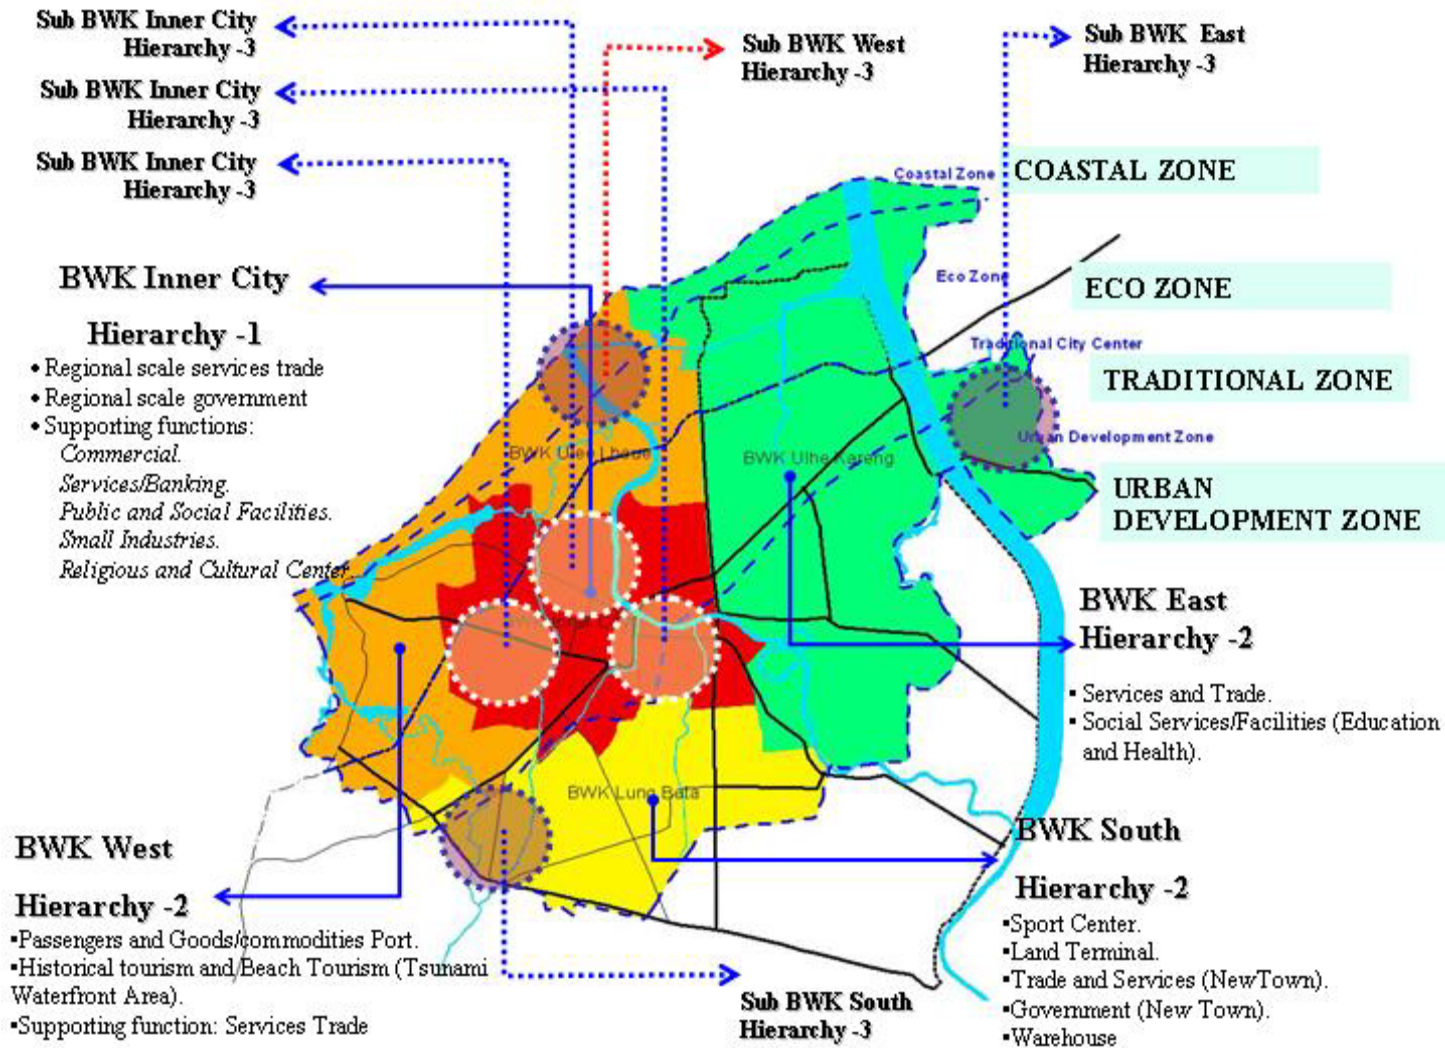 Sub BWK Inner City
Hierarchy -3
Sub BWK West
Hierarchy -3
Sub BWK East
Hierarchy -3
Sub BWK Inner City
Hierarchy -3
Sub BWK Inner City
Hierarchy -3
Coastal Zone
COASTAL ZONE
BWK Inner City
Hierarchy -1
• Regional scale services trade
• Regional scale government
• Supporting functions:
Commercial.
Services/Banking.
Public and Social Facilities.
Small Industries.
Religious and Cultural Center.
Eco Zone
ECO ZONE
Traditional City Center
TRADITIONAL ZONE
Urban Development Zone
URBAN
DEVELOPMENT ZONE
BWK Ulee Lheue
BWK Ulhe Kareng
BWK East
Hierarchy -2
▪ Services and Trade.
▪ Social Services/Facilities (Education
and Health).
BWK Lung Bata
BWK West
Hierarchy -2
▪Passengers and Goods/commodities Port.
▪Historical tourism and Beach Tourism (Tsunami
Waterfront Area).
▪Supporting function: Services Trade
Sub BWK South
Hierarchy -3
BWK South
Hierarchy -2
▪Sport Center.
▪Land Terminal.
▪Trade and Services (NewTown).
▪Government (New Town).
▪Warehouse